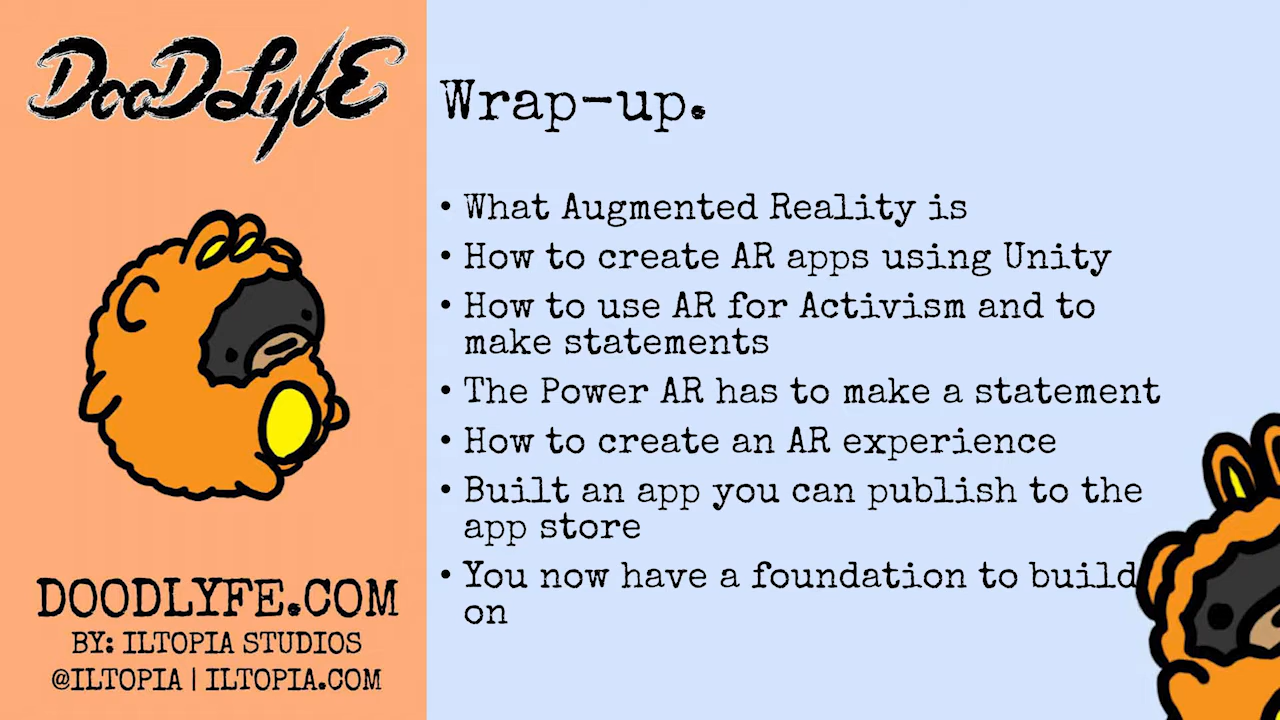 DooDLyfE
DOODLYFE.COM
BY: ILTOPIA STUDIOS
@ILTOPIA | ILTOPIA.COM
Wrap-up.
• What Augmented Reality is
• How to create AR apps using Unity
• How to use AR for Activism and to
make statements
• The Power AR has to make a statement
• How to create an AR experience
• Built an app you can publish to the
app store
• You now have a foundation to build
on